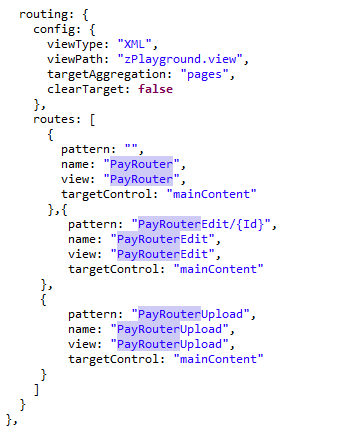 routing: {
config: {
viewType: "XML",
viewPath: "zPlayground.view",
targetAggregation: "pages",
clearTarget: false
},
routes: [
{
pattern: "",
name: "PayRouter",
view: "PayRouter",
targetControl: "mainContent"
},{
pattern: "PayRouterEdit/{Id}",
name: "PayRouterEdit",
view: "PayRouterEdit",
targetControl: "mainContent"
},
{
pattern: "PayRouterUpload",
name: "PayRouterUpload",
view: "PayRouterUpload",
targetControl: "mainContent"
}
]
}
},